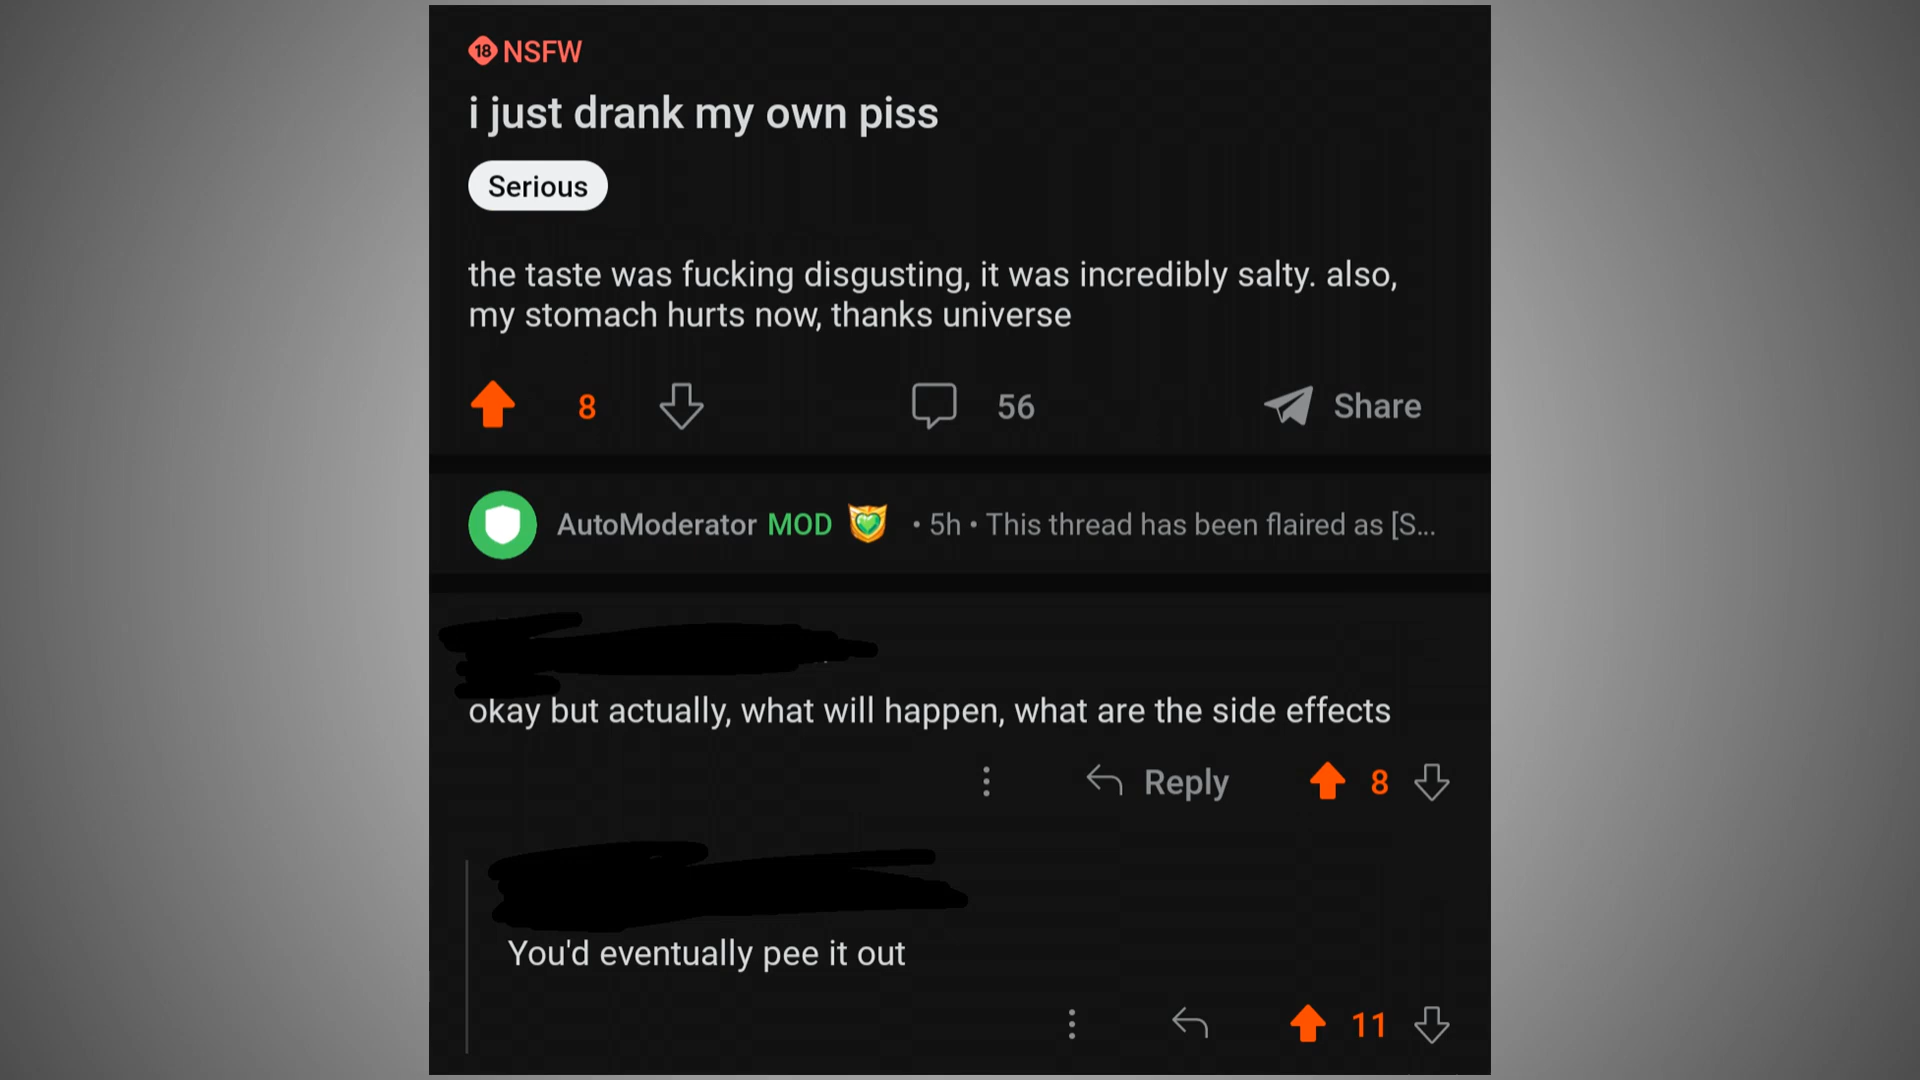 18 NSFW
i just drank my own piss
Serious
the taste was fucking disgusting, it was incredibly salty. also,
my stomach hurts now, thanks universe
8 56 Share
AutoModerator MOD • 5h • This thread has been flaired as [S...
okay but actually, what will happen, what are the side effects
Reply 8
You'd eventually pee it out
11